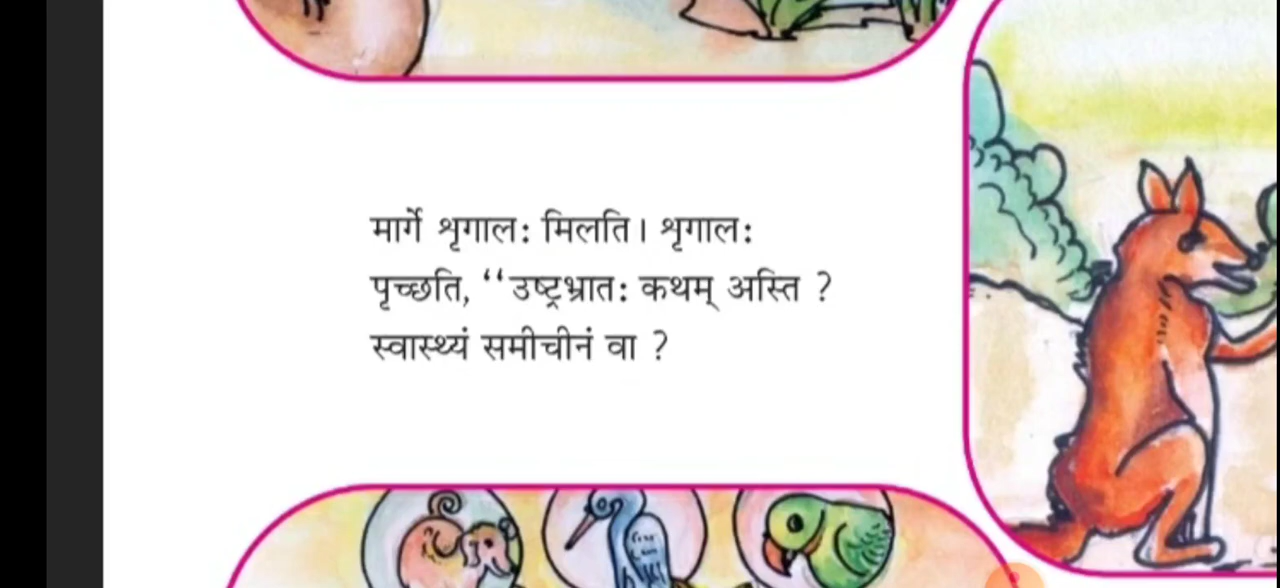 मार्गे शृगालः मिलति। शृगालः
पृच्छति, ‘‘उष्ट्रभ्रातः कथम् अस्ति ?
स्वास्थ्यं समीचीनं वा ?